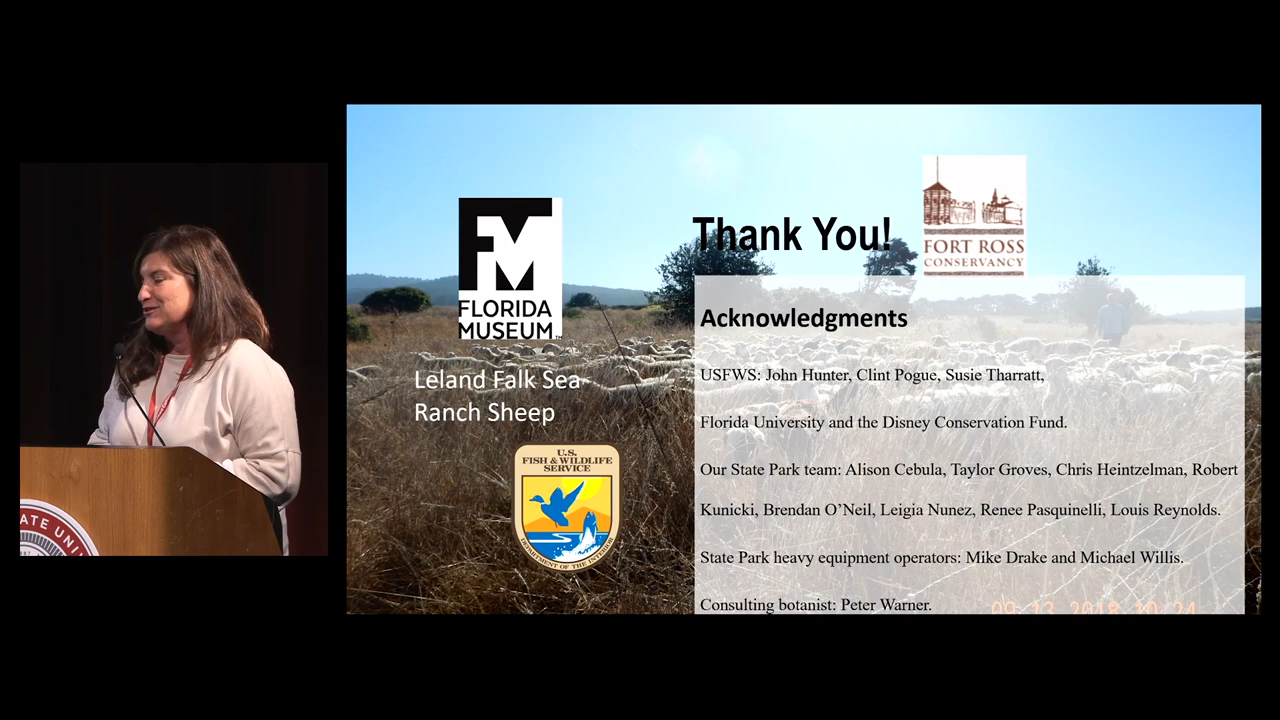 Thank You!
FORT ROSS
CONSERVANCY
FM
FLORIDA
MUSEUM
Acknowledgments
USFWS: John Hunter, Clint Pogue, Susie Tharratt,
Florida University and the Disney Conservation Fund.
Our State Park team: Alison Cebula, Taylor Groves, Chris Heintzelman, Robert
Kunicki, Brendan O’Neil, Leigia Nunez, Renee Pasquinelli, Louis Reynolds.
State Park heavy equipment operators: Mike Drake and Michael Willis.
Consulting botanist: Peter Warner.
09 13 2018 10 24
Leland Falk Sea
Ranch Sheep
U.S.
FISH & WILDLIFE
SERVICE
DEPARTMENT OF THE INTERIOR
ATE UNI